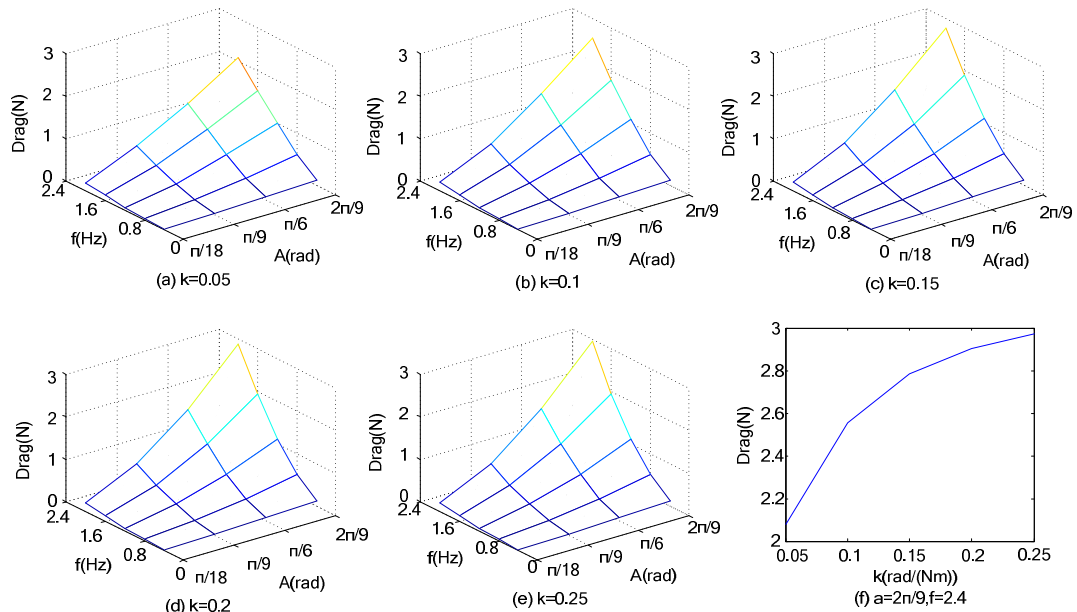 3
2
1
0
Drag(N)
2.4
1.6
0.8
0
f(Hz)
π/18
π/9
π/6
2π/9
A(rad)
(a) k=0.05
3
2
1
0
Drag(N)
2.4
1.6
0.8
0
f(Hz)
π/18
π/9
π/6
2π/9
A(rad)
(b) k=0.1
3
2
1
0
Drag(N)
2.4
1.6
0.8
0
f(Hz)
π/18
π/9
π/6
2π/9
A(rad)
(c) k=0.15
3
2
1
0
Drag(N)
2.4
1.6
0.8
0
f(Hz)
π/18
π/9
π/6
2π/9
A(rad)
(d) k=0.2
3
2
1
0
Drag(N)
2.4
1.6
0.8
0
f(Hz)
π/18
π/9
π/6
2π/9
A(rad)
(e) k=0.25
3
2.8
2.6
2.4
2.2
2
Drag(N)
0.05 0.1 0.15 0.2 0.25
k(rad/(Nm))
(f) a=2π/9,f=2.4